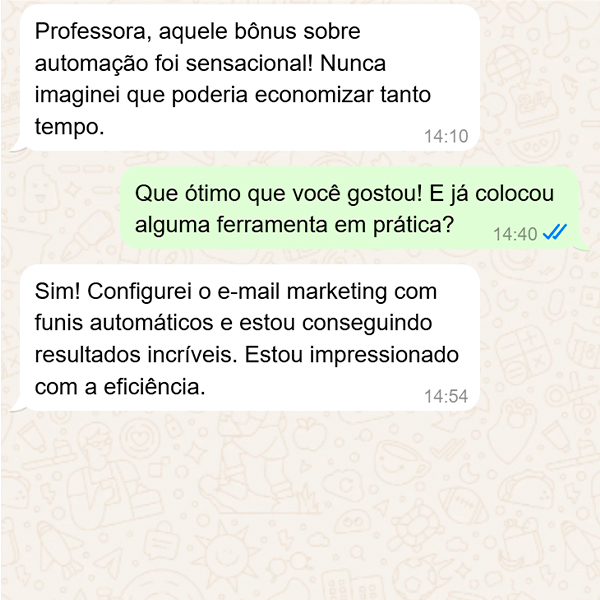 Professora, aquele bônus sobre
automação foi sensacional! Nunca
imaginei que poderia economizar tanto
tempo.
14:10
Que ótimo que você gostou! E já colocou
alguma ferramenta em prática?
14:40
Sim! Configurei o e-mail marketing com
funis automáticos e estou conseguindo
resultados incríveis. Estou impressionado
com a eficiência.
14:54